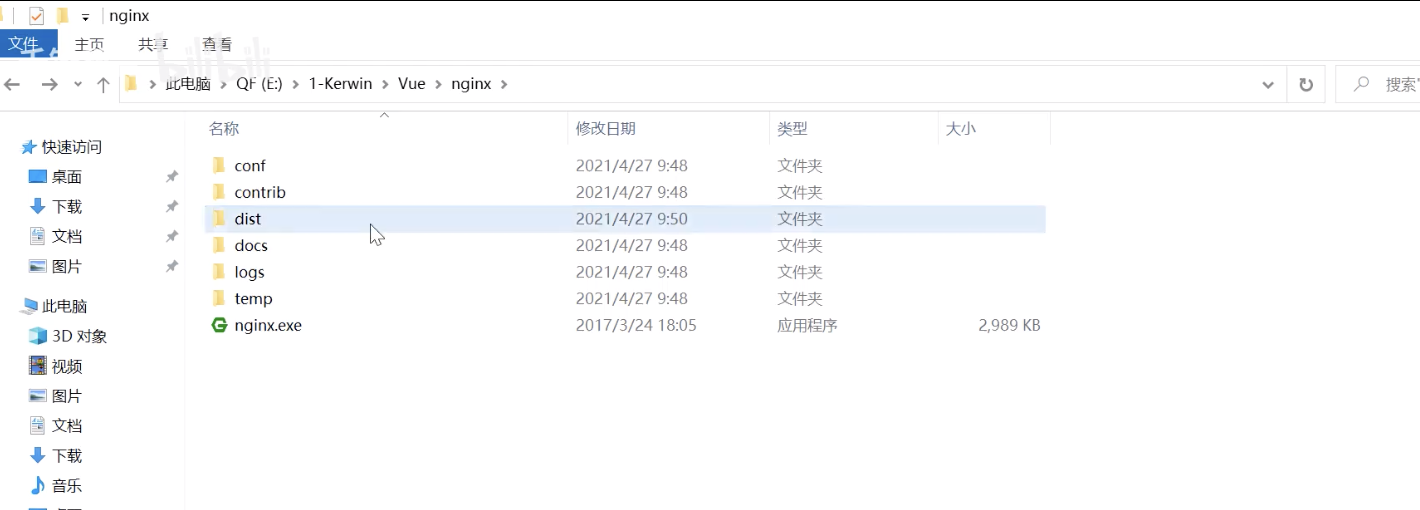 nginx
文件 主页 共享 查看
bilibili
此电脑 QF (E:) 1-Kerwin Vue nginx 搜索"
名称 修改日期 类型 大小
快速访问
桌面
下载
文档
图片
此电脑
3D 对象
视频
图片
文档
下载
音乐
conf 2021/4/27 9:48 文件夹
contrib 2021/4/27 9:48 文件夹
dist 2021/4/27 9:50 文件夹
docs 2021/4/27 9:48 文件夹
logs 2021/4/27 9:48 文件夹
temp 2021/4/27 9:48 文件夹
nginx.exe 2017/3/24 18:05 应用程序 2,989 KB